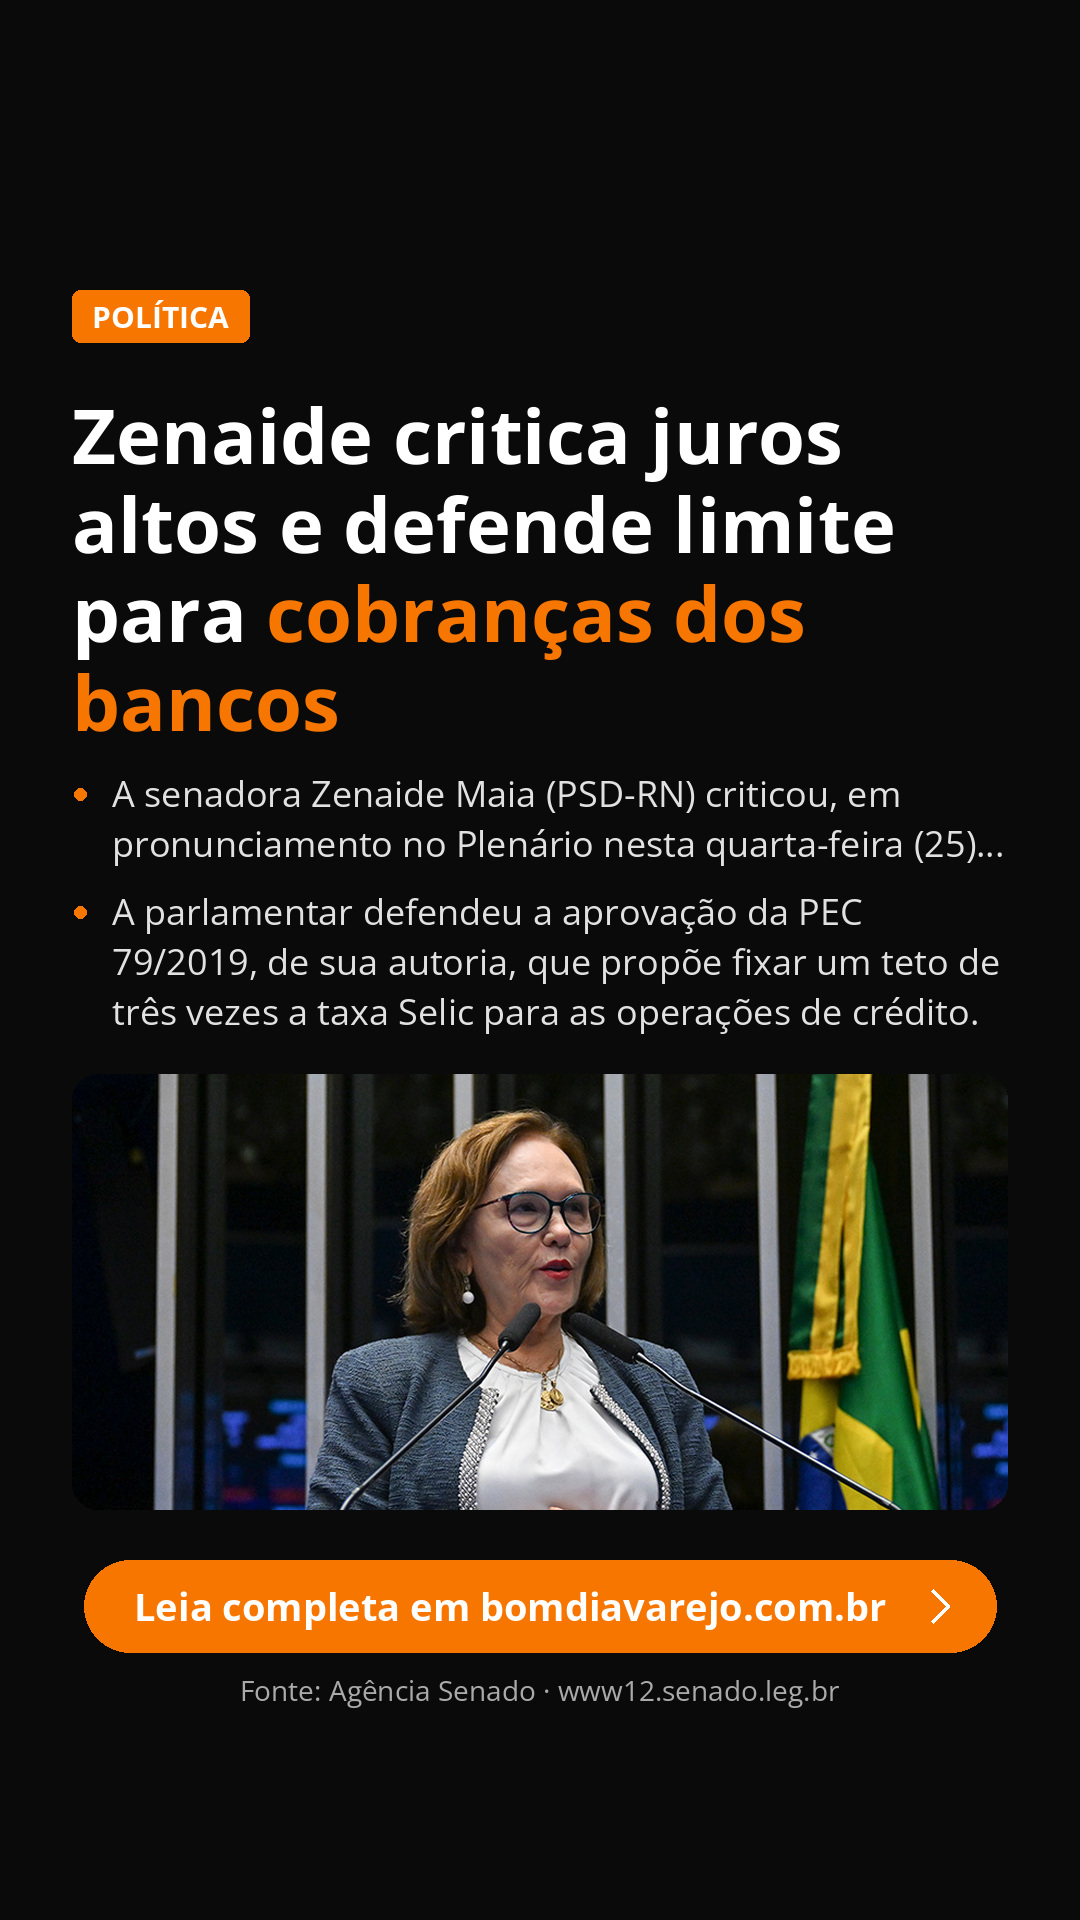 POLÍTICA
Zenaide critica juros
altos e defende limite
para cobranças dos
bancos
• A senadora Zenaide Maia (PSD-RN) criticou, em
pronunciamento no Plenário nesta quarta-feira (25)...
• A parlamentar defendeu a aprovação da PEC
79/2019, de sua autoria, que propõe fixar um teto de
três vezes a taxa Selic para as operações de crédito.
Leia completa em bomdiavarejo.com.br
Fonte: Agência Senado · www12.senado.leg.br